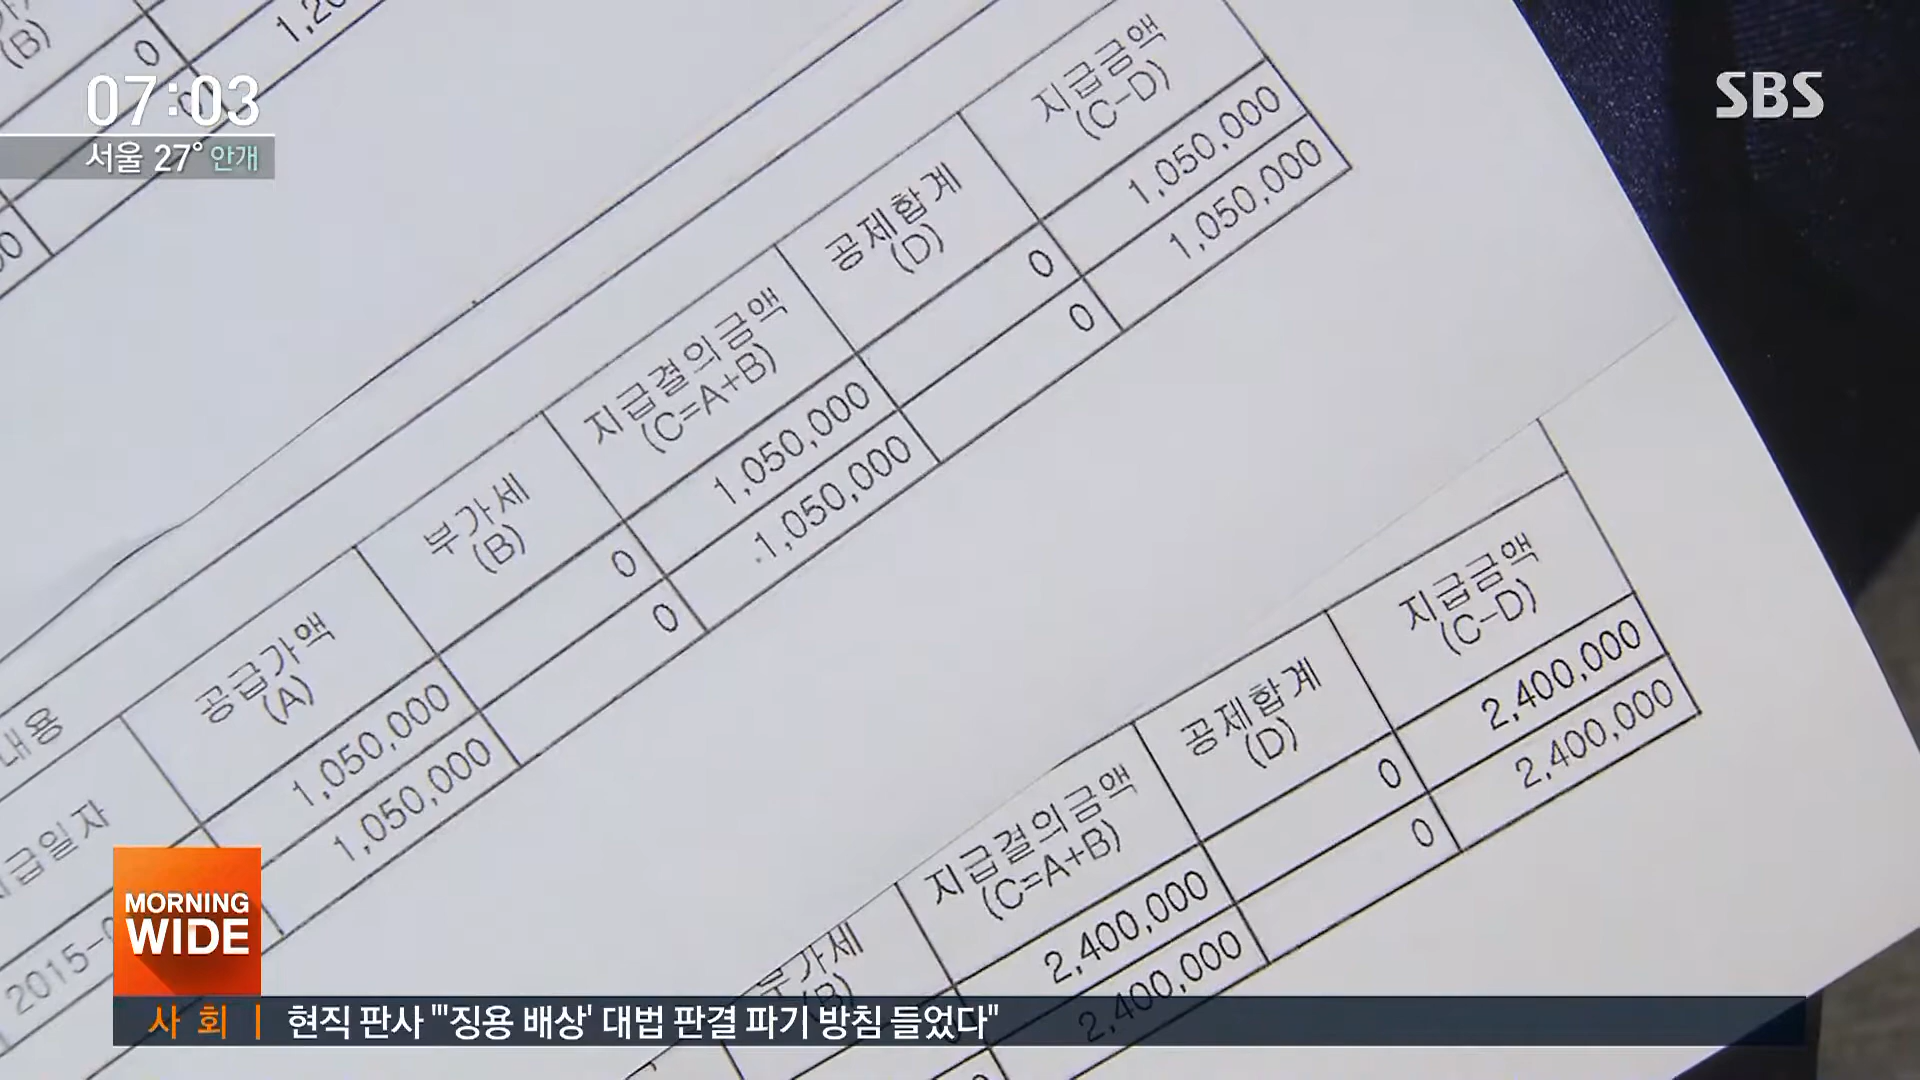 (B)
0
07:03
서울 27° 안개
SBS
지급금액
(C-D)
1,050,000
1,050,000
공제합계
(D)
0
0
지급결의금액
(C=A+B)
1,050,000
1,050,000
부가세
(B)
0
0
공급가액
(A)
1,050,000
1,050,000
내용
급일자
지급금액
(C-D)
2,400,000
2,400,000
공제합계
(D)
0
0
지급결의금액
(C=A+B)
2,400,000
2,400,000
부가세
(B)
MORNING
WIDE
사 회 | 현직 판사 "'징용 배상' 대법 판결 파기 방침 들었다"